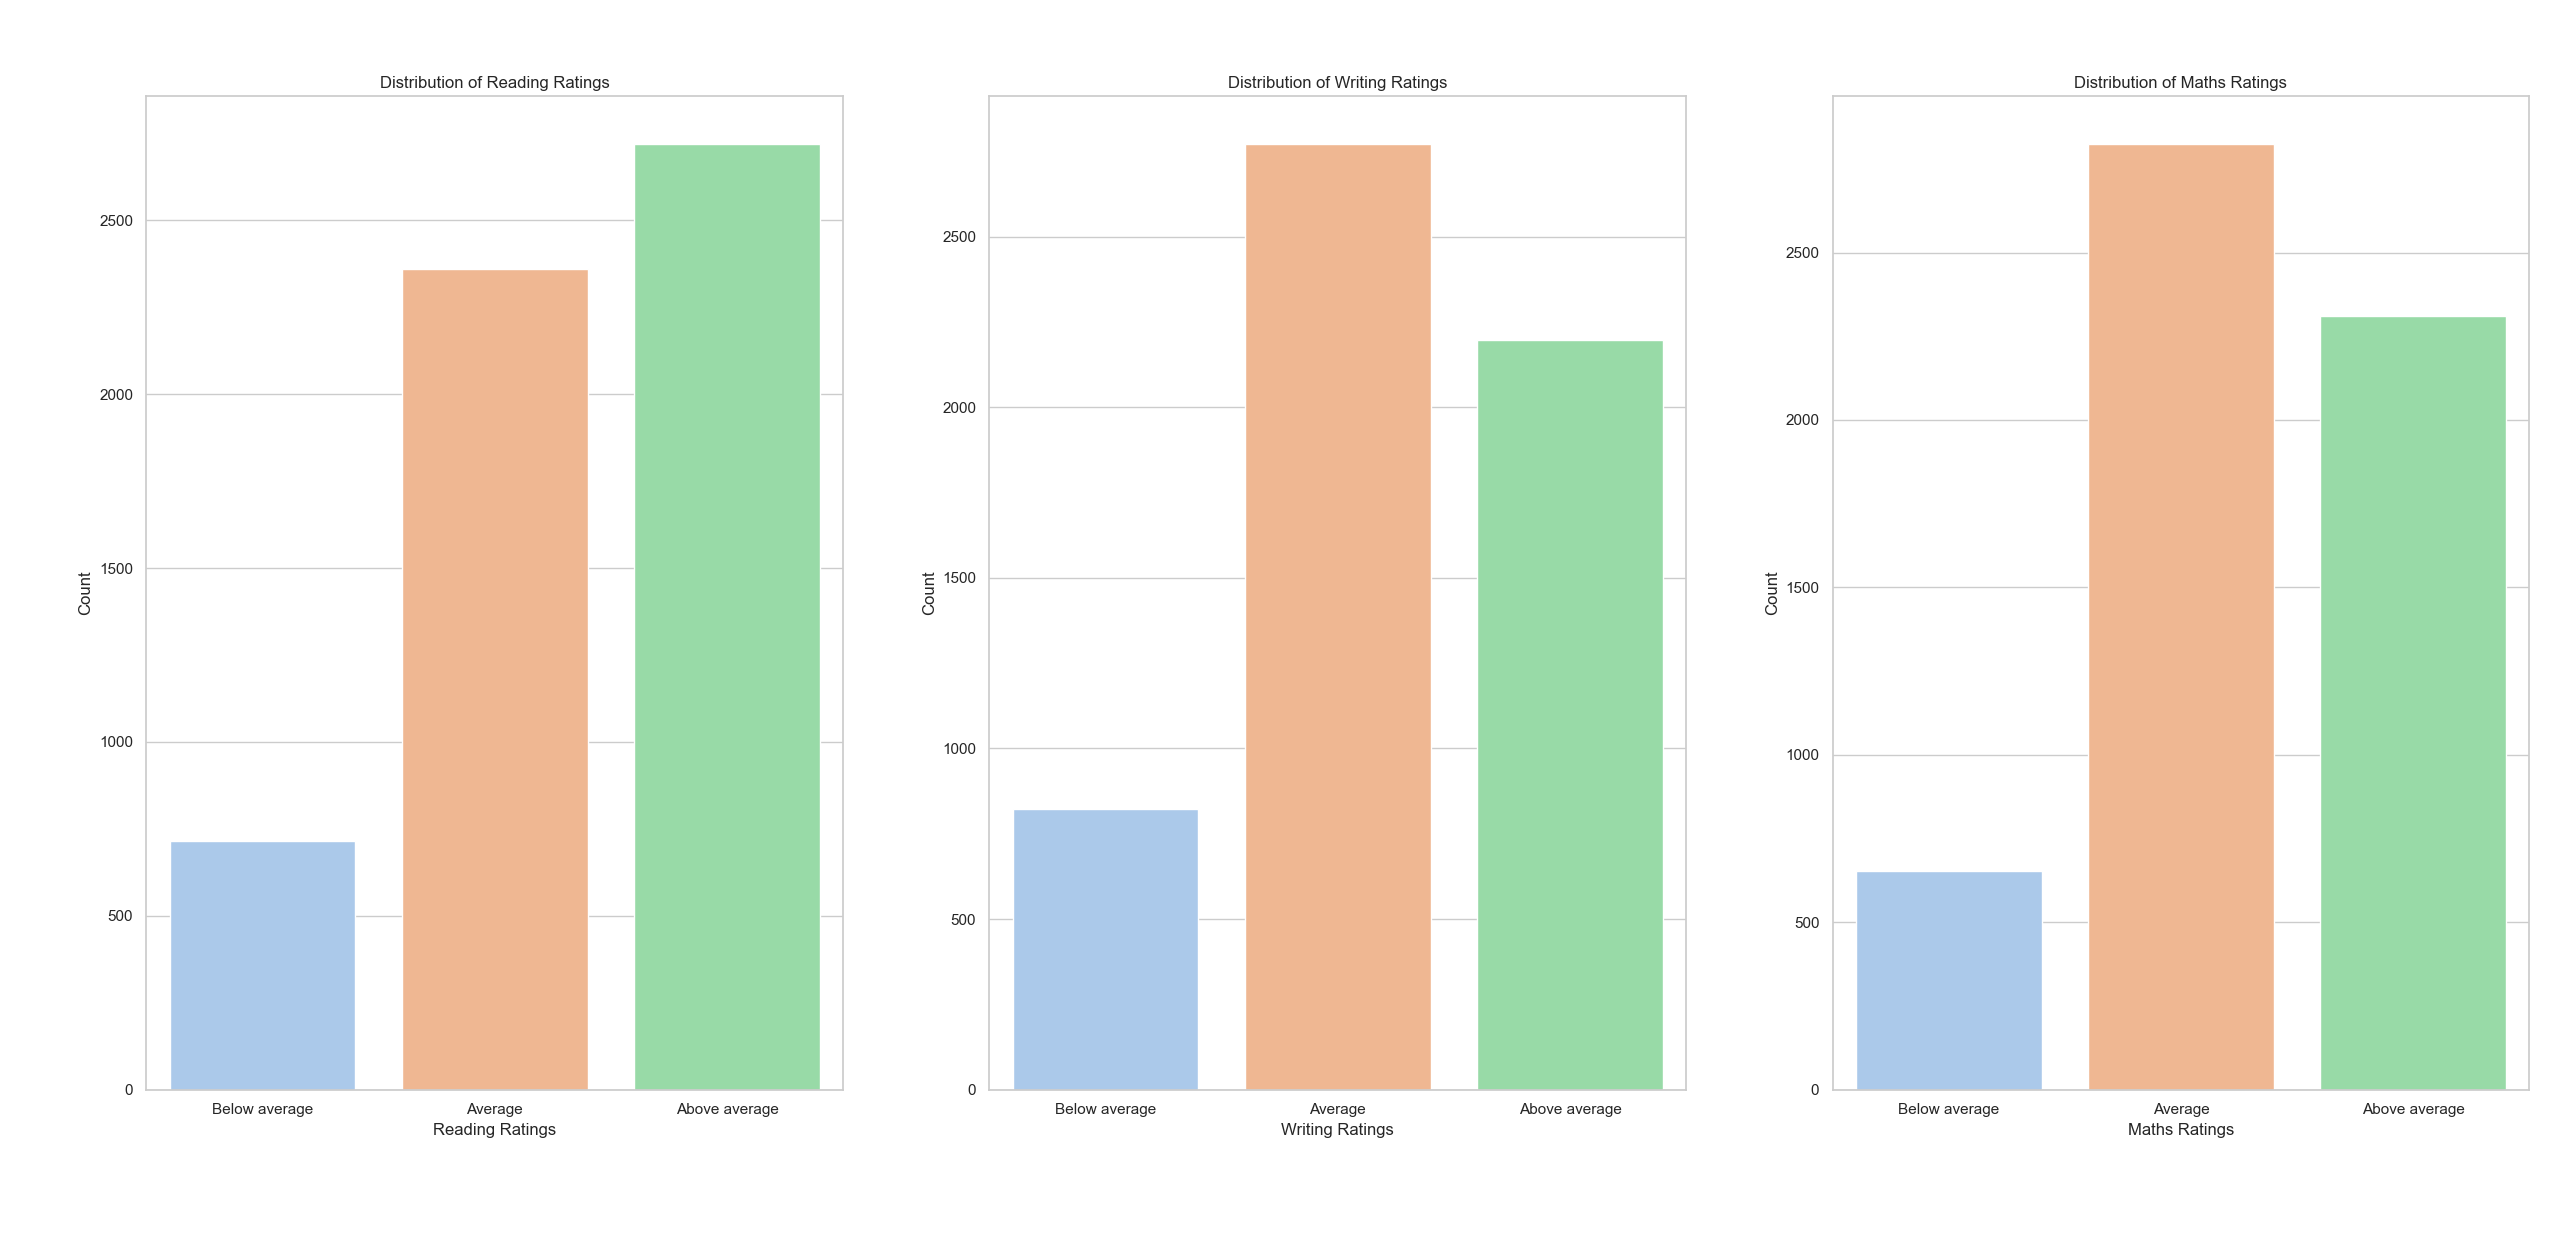 Distribution of Reading Ratings
2500
2000
1500
1000
500
0
Count
Below average Average Above average
Reading Ratings
Distribution of Writing Ratings
2500
2000
1500
1000
500
0
Count
Below average Average Above average
Writing Ratings
Distribution of Maths Ratings
2500
2000
1500
1000
500
0
Count
Below average Average Above average
Maths Ratings